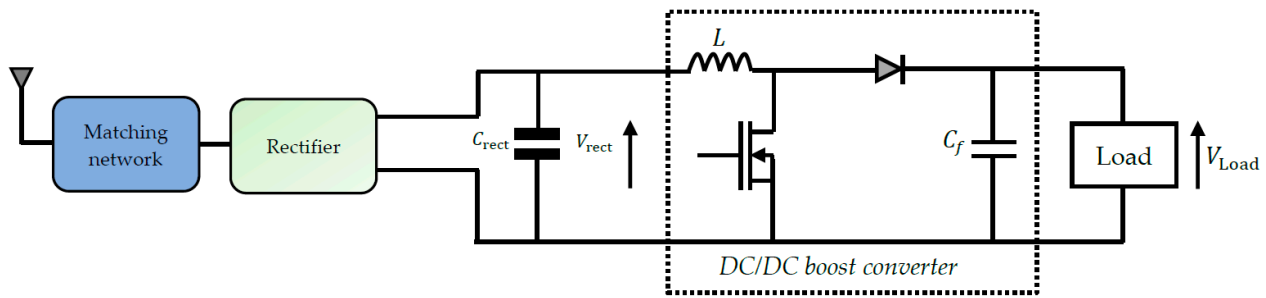 Matching
network
Rectifier
C_rect
V_rect
L
C_f
Load
V_Load
DC/DC boost converter